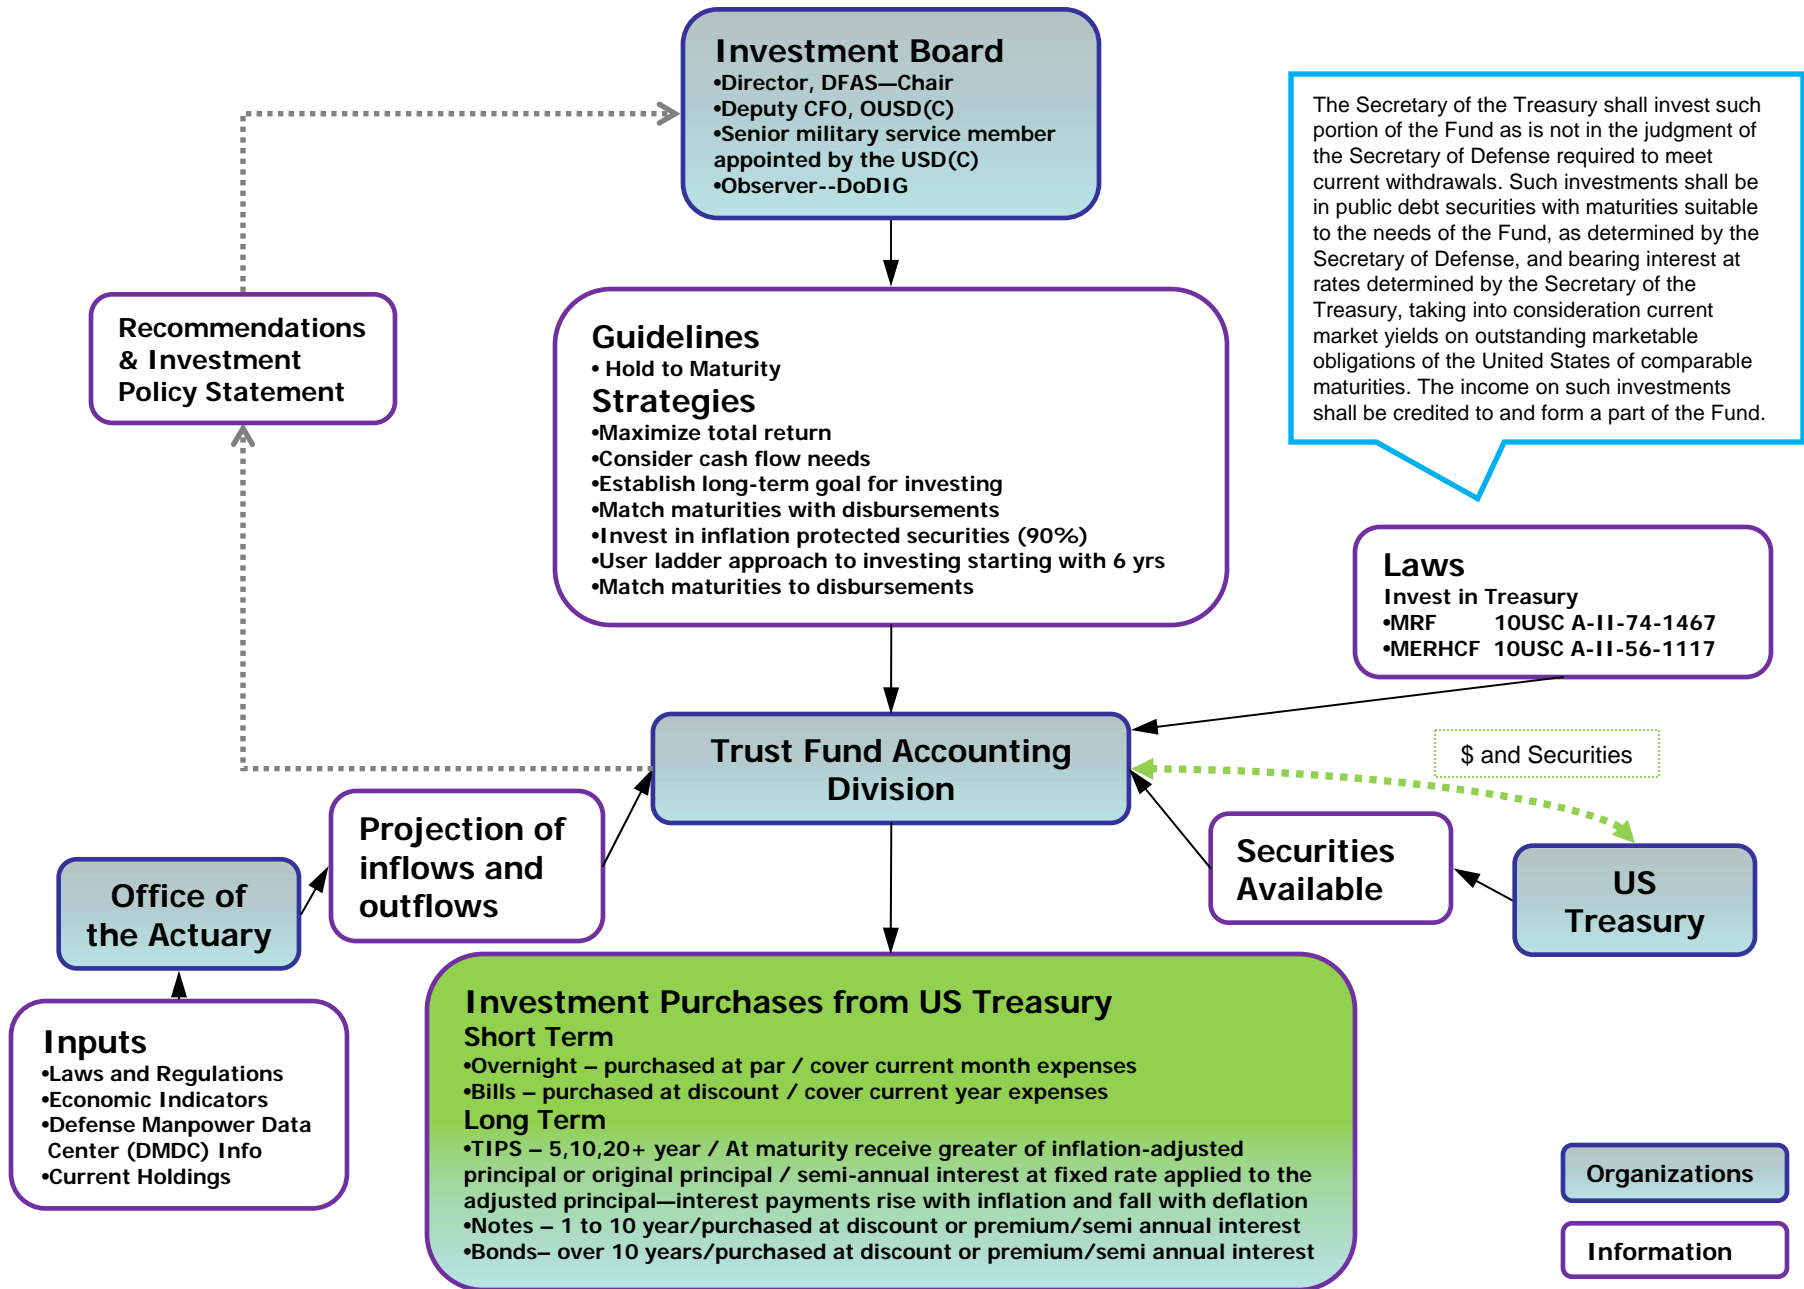 Investment Board
•Director, DFAS—Chair
•Deputy CFO, OUSD(C)
•Senior military service member
appointed by the USD(C)
•Observer--DoDIG
The Secretary of the Treasury shall invest such
portion of the Fund as is not in the judgment of
the Secretary of Defense required to meet
current withdrawals. Such investments shall be
in public debt securities with maturities suitable
to the needs of the Fund, as determined by the
Secretary of Defense, and bearing interest at
rates determined by the Secretary of the
Treasury, taking into consideration current
market yields on outstanding marketable
obligations of the United States of comparable
maturities. The income on such investments
shall be credited to and form a part of the Fund.
Recommendations
& Investment
Policy Statement
Guidelines
• Hold to Maturity
Strategies
•Maximize total return
•Consider cash flow needs
•Establish long-term goal for investing
•Match maturities with disbursements
•Invest in inflation protected securities (90%)
•User ladder approach to investing starting with 6 yrs
•Match maturities to disbursements
Laws
Invest in Treasury
•MRF 10USC A-II-74-1467
•MERHCF 10USC A-II-56-1117
Trust Fund Accounting
Division
$ and Securities
Projection of
inflows and
outflows
Securities
Available
Office of
the Actuary
US
Treasury
Inputs
•Laws and Regulations
•Economic Indicators
•Defense Manpower Data
Center (DMDC) Info
•Current Holdings
Investment Purchases from US Treasury
Short Term
•Overnight – purchased at par / cover current month expenses
•Bills – purchased at discount / cover current year expenses
Long Term
•TIPS – 5,10,20+ year / At maturity receive greater of inflation-adjusted
principal or original principal / semi-annual interest at fixed rate applied to the
adjusted principal—interest payments rise with inflation and fall with deflation
•Notes – 1 to 10 year/purchased at discount or premium/semi annual interest
•Bonds– over 10 years/purchased at discount or premium/semi annual interest
Organizations
Information